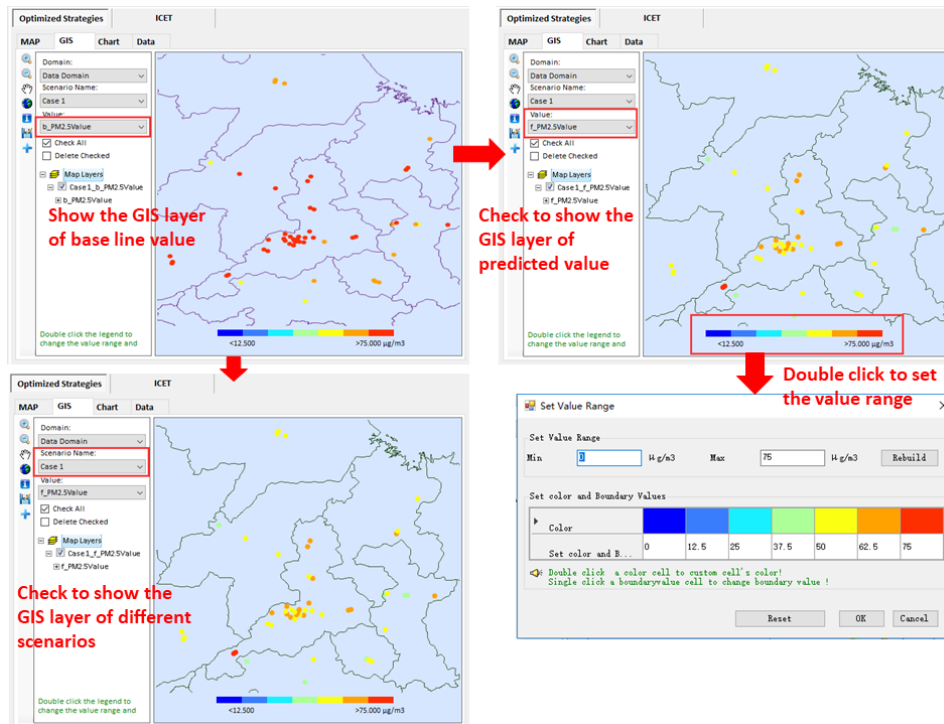 Optimized Strategies ICET
MAP GIS Chart Data
Domain:
Data Domain
Scenario Name:
Case 1
Value:
b_PM2.5Value
Check All
Delete Checked
Map Layers
Case1_b_PM2.5Value
b_PM2.5Value
Show the GIS layer
of base line value
Double click the legend to
change the value range and
<12.500 >75.000 µg/m3
Optimized Strategies ICET
MAP GIS Chart Data
Domain:
Data Domain
Scenario Name:
Case 1
Value:
f_PM2.5Value
Check All
Delete Checked
Map Layers
Case1_f_PM2.5Value
f_PM2.5Value
Check to show the
GIS layer of
predicted value
Double click the legend to
change the value range and
<12.500 >75.000 µg/m3
Double click to set
the value range
Optimized Strategies ICET
MAP GIS Chart Data
Domain:
Data Domain
Scenario Name:
Case 1
Value:
f_PM2.5Value
Check All
Delete Checked
Map Layers
Case1_f_PM2.5Value
f_PM2.5Value
Check to show the
GIS layer of different
scenarios
Double click the legend to
change the value range and
<12.500 >75.000 µg/m3
Set Value Range
Set Value Range
Min 0 µg/m3 Max 75 µg/m3 Rebuild
Set color and Boundary Values
Color
Set color and B... 0 12.5 25 37.5 50 62.5 75
Double click a color cell to custom cell's color!
Single click a boundaryvalue cell to change boundary value !
Reset OK Cancel